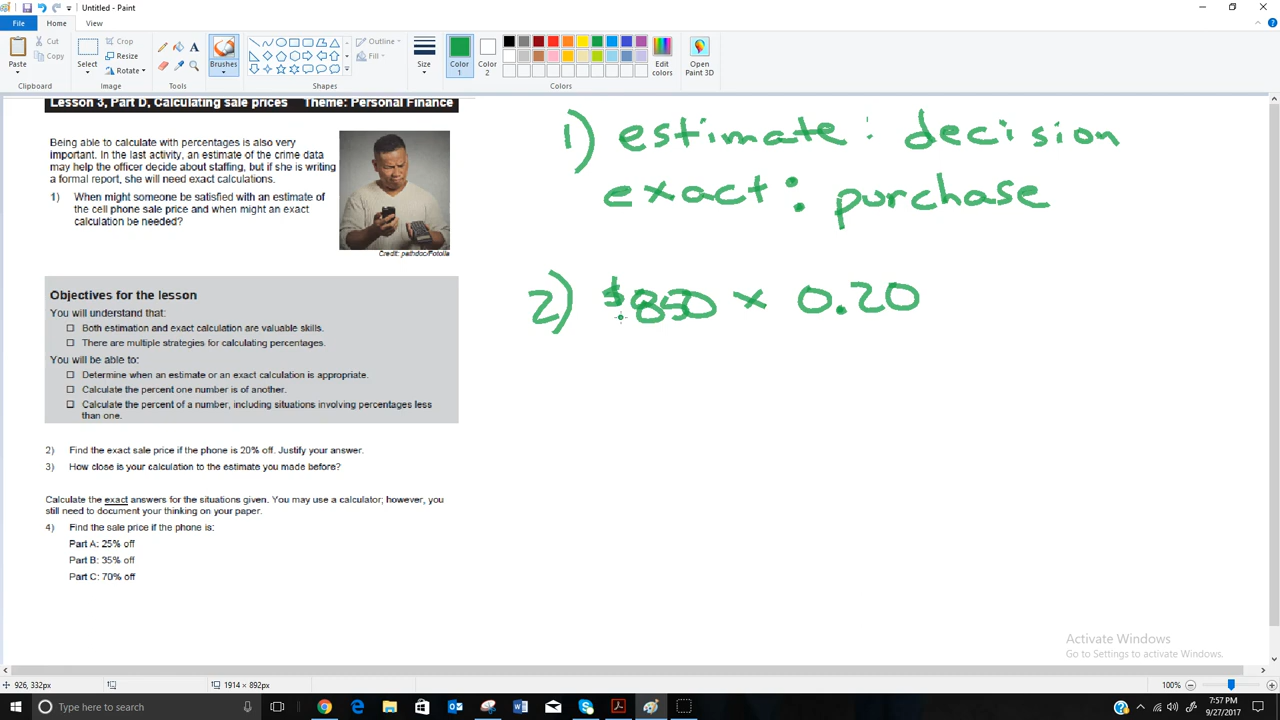 Untitled - Paint
File Home View
Paste Cut Copy Select Crop Resize Rotate Brushes Outline Fill Size Color 1 Color 2 Edit colors Open Paint 3D
Clipboard Image Tools Shapes Colors
Lesson 3, Part D, Calculating sale prices Theme: Personal Finance
Being able to calculate with percentages is also very
important. In the last activity, an estimate of the crime data
may help the officer decide about staffing, but if she is writing
a formal report, she will need exact calculations.
1) When might someone be satisfied with an estimate of
the cell phone sale price and when might an exact
calculation be needed?
Credit: pathdoc/Fotolia
Objectives for the lesson
You will understand that:
Both estimation and exact calculation are valuable skills.
There are multiple strategies for calculating percentages.
You will be able to:
Determine when an estimate or an exact calculation is appropriate.
Calculate the percent one number is of another.
Calculate the percent of a number, including situations involving percentages less
than one.
2) Find the exact sale price if the phone is 20% off. Justify your answer.
3) How close is your calculation to the estimate you made before?
Calculate the exact answers for the situations given. You may use a calculator; however, you
still need to document your thinking on your paper.
4) Find the sale price if the phone is:
Part A: 25% off
Part B: 35% off
Part C: 70% off
1) estimate: decision
exact: purchase
2) $850 × 0.20
Activate Windows
Go to Settings to activate Windows.
926, 332px 1914 × 892px 100%
Type here to search
7:57 PM
9/27/2017